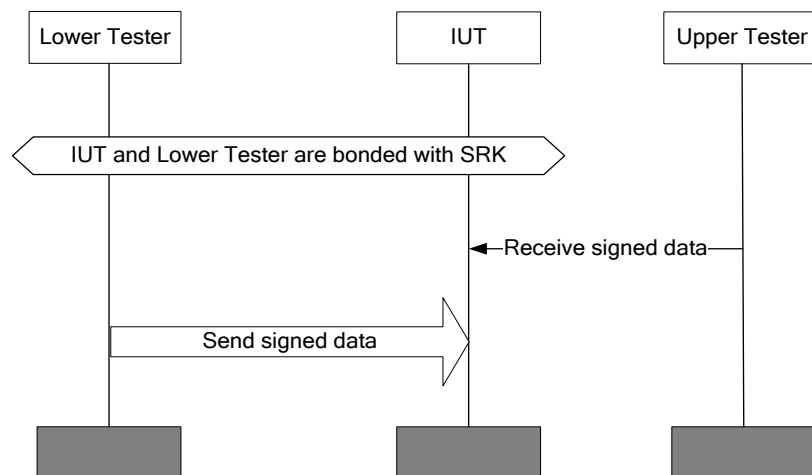 Lower Tester
IUT
Upper Tester
IUT and Lower Tester are bonded with SRK
Receive signed data
Send signed data